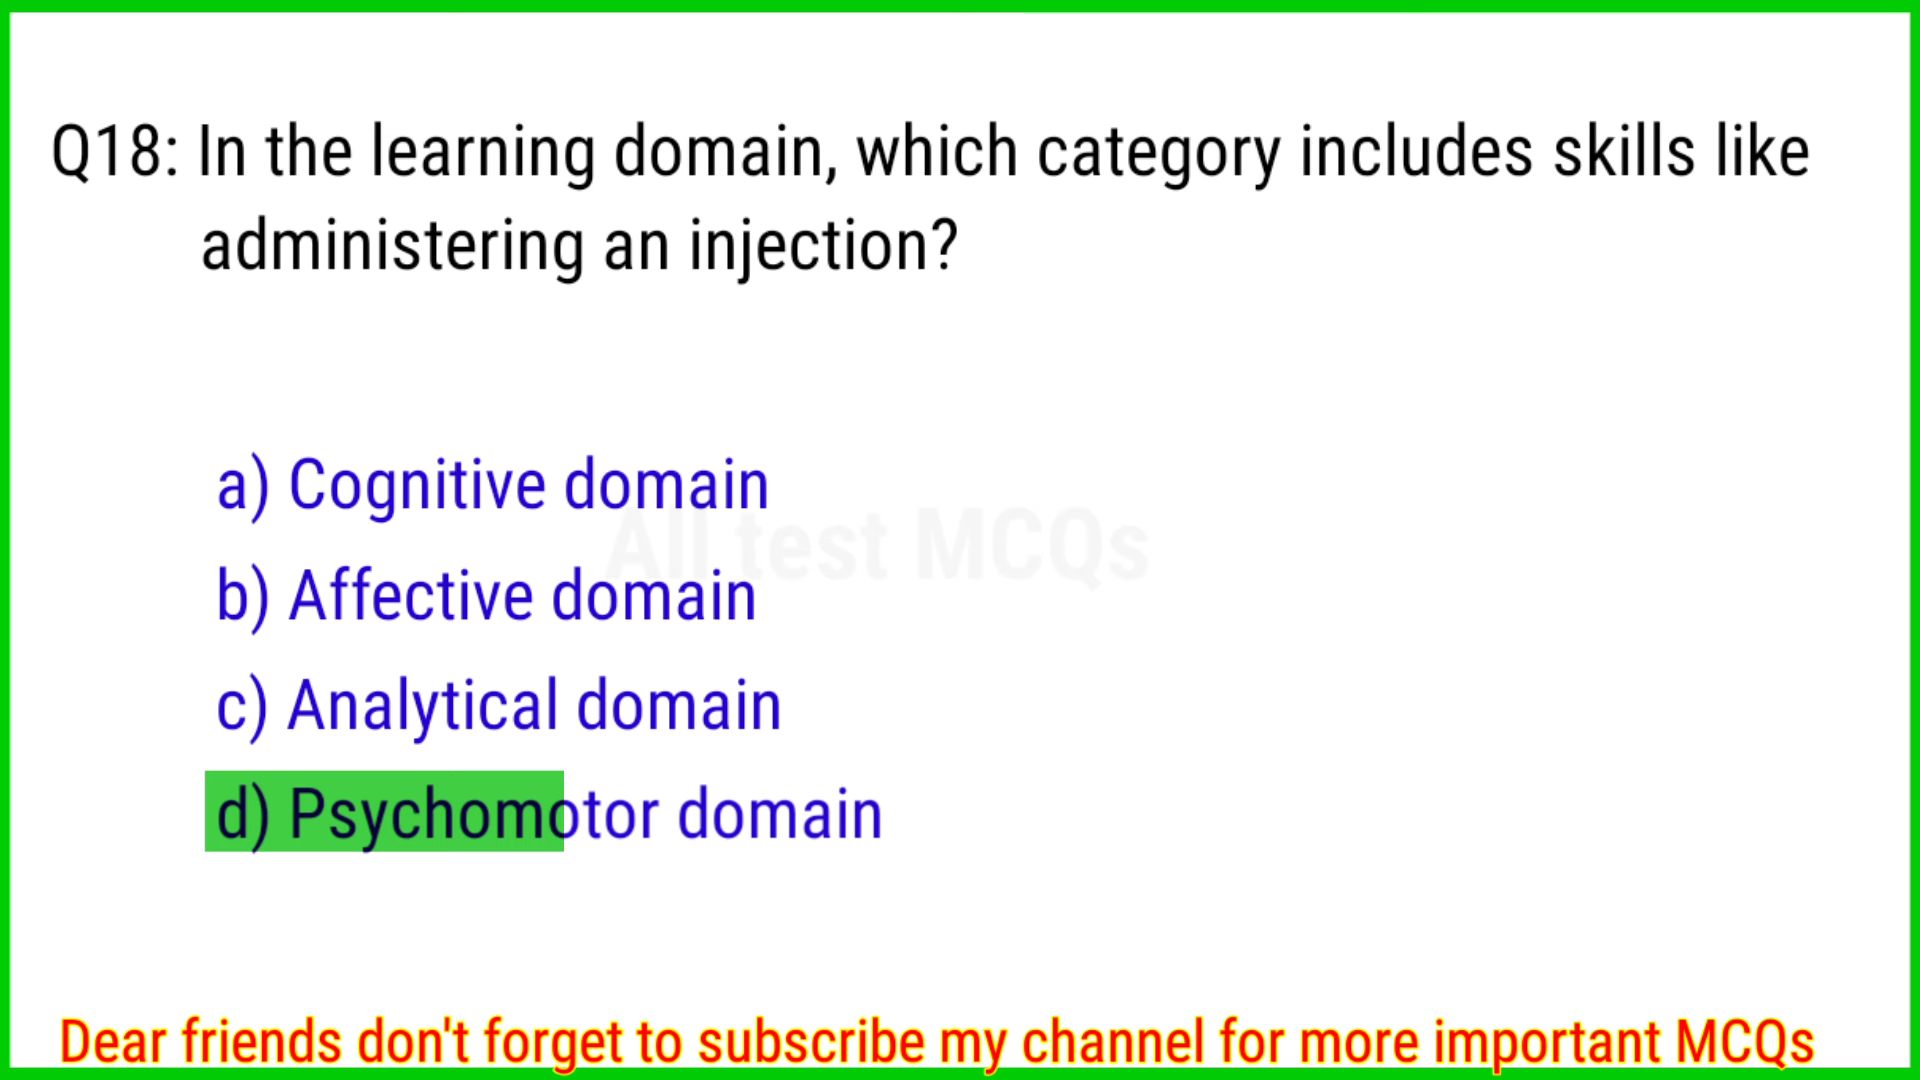 Q18: In the learning domain, which category includes skills like
administering an injection?
a) Cognitive domain
All test MCQs
b) Affective domain
c) Analytical domain
d) Psychomotor domain
Dear friends don't forget to subscribe my channel for more important MCQs